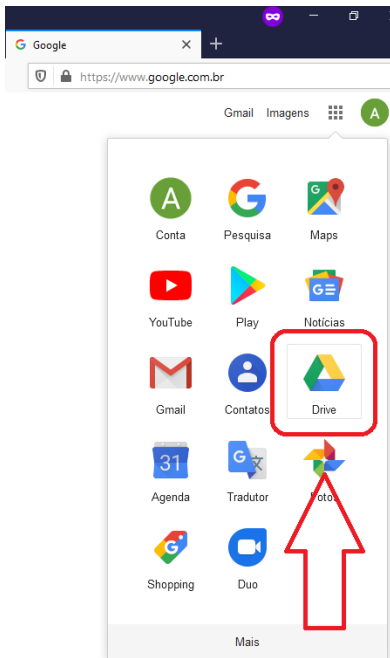 Google
https://www.google.com.br
Gmail Imagens A
A
Conta Pesquisa Maps
YouTube Play Notícias
Gmail Contatos Drive
31
Agenda Tradutor Fotos
Shopping Duo
Mais